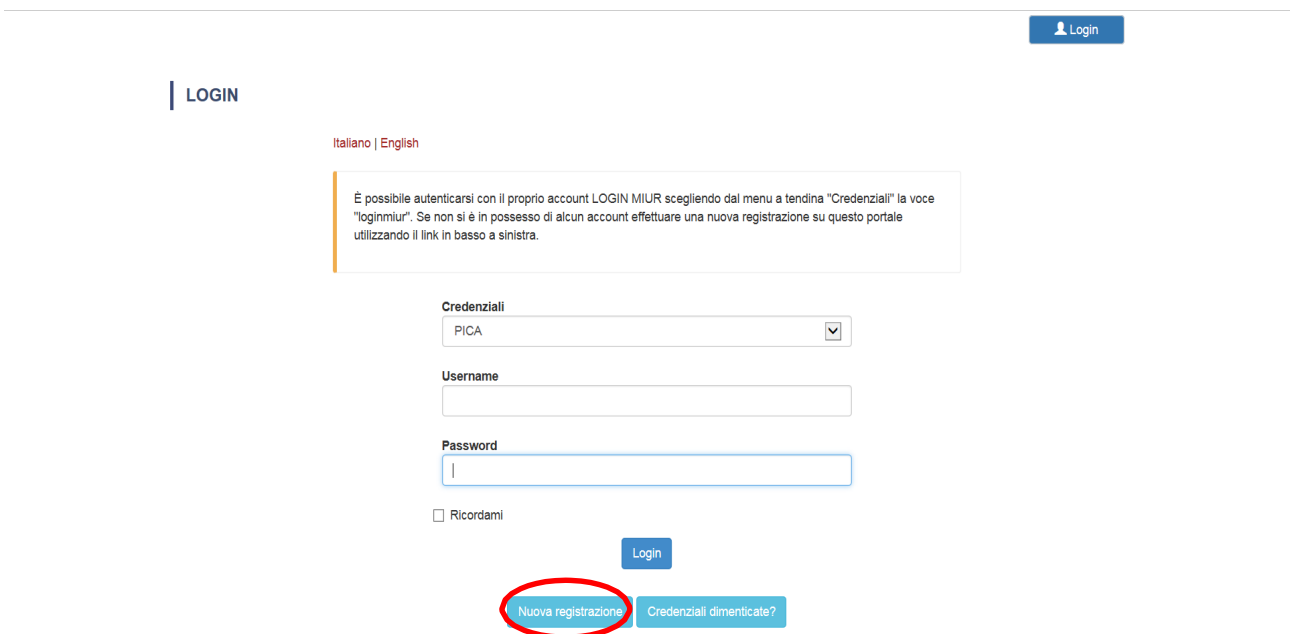 Login
LOGIN
Italiano | English
È possibile autenticarsi con il proprio account LOGIN MIUR scegliendo dal menu a tendina "Credenziali" la voce
"loginmiur". Se non si è in possesso di alcun account effettuare una nuova registrazione su questo portale
utilizzando il link in basso a sinistra.
Credenziali
PICA
Username
Password
Ricordami
Login
Nuova registrazione Credenziali dimenticate?